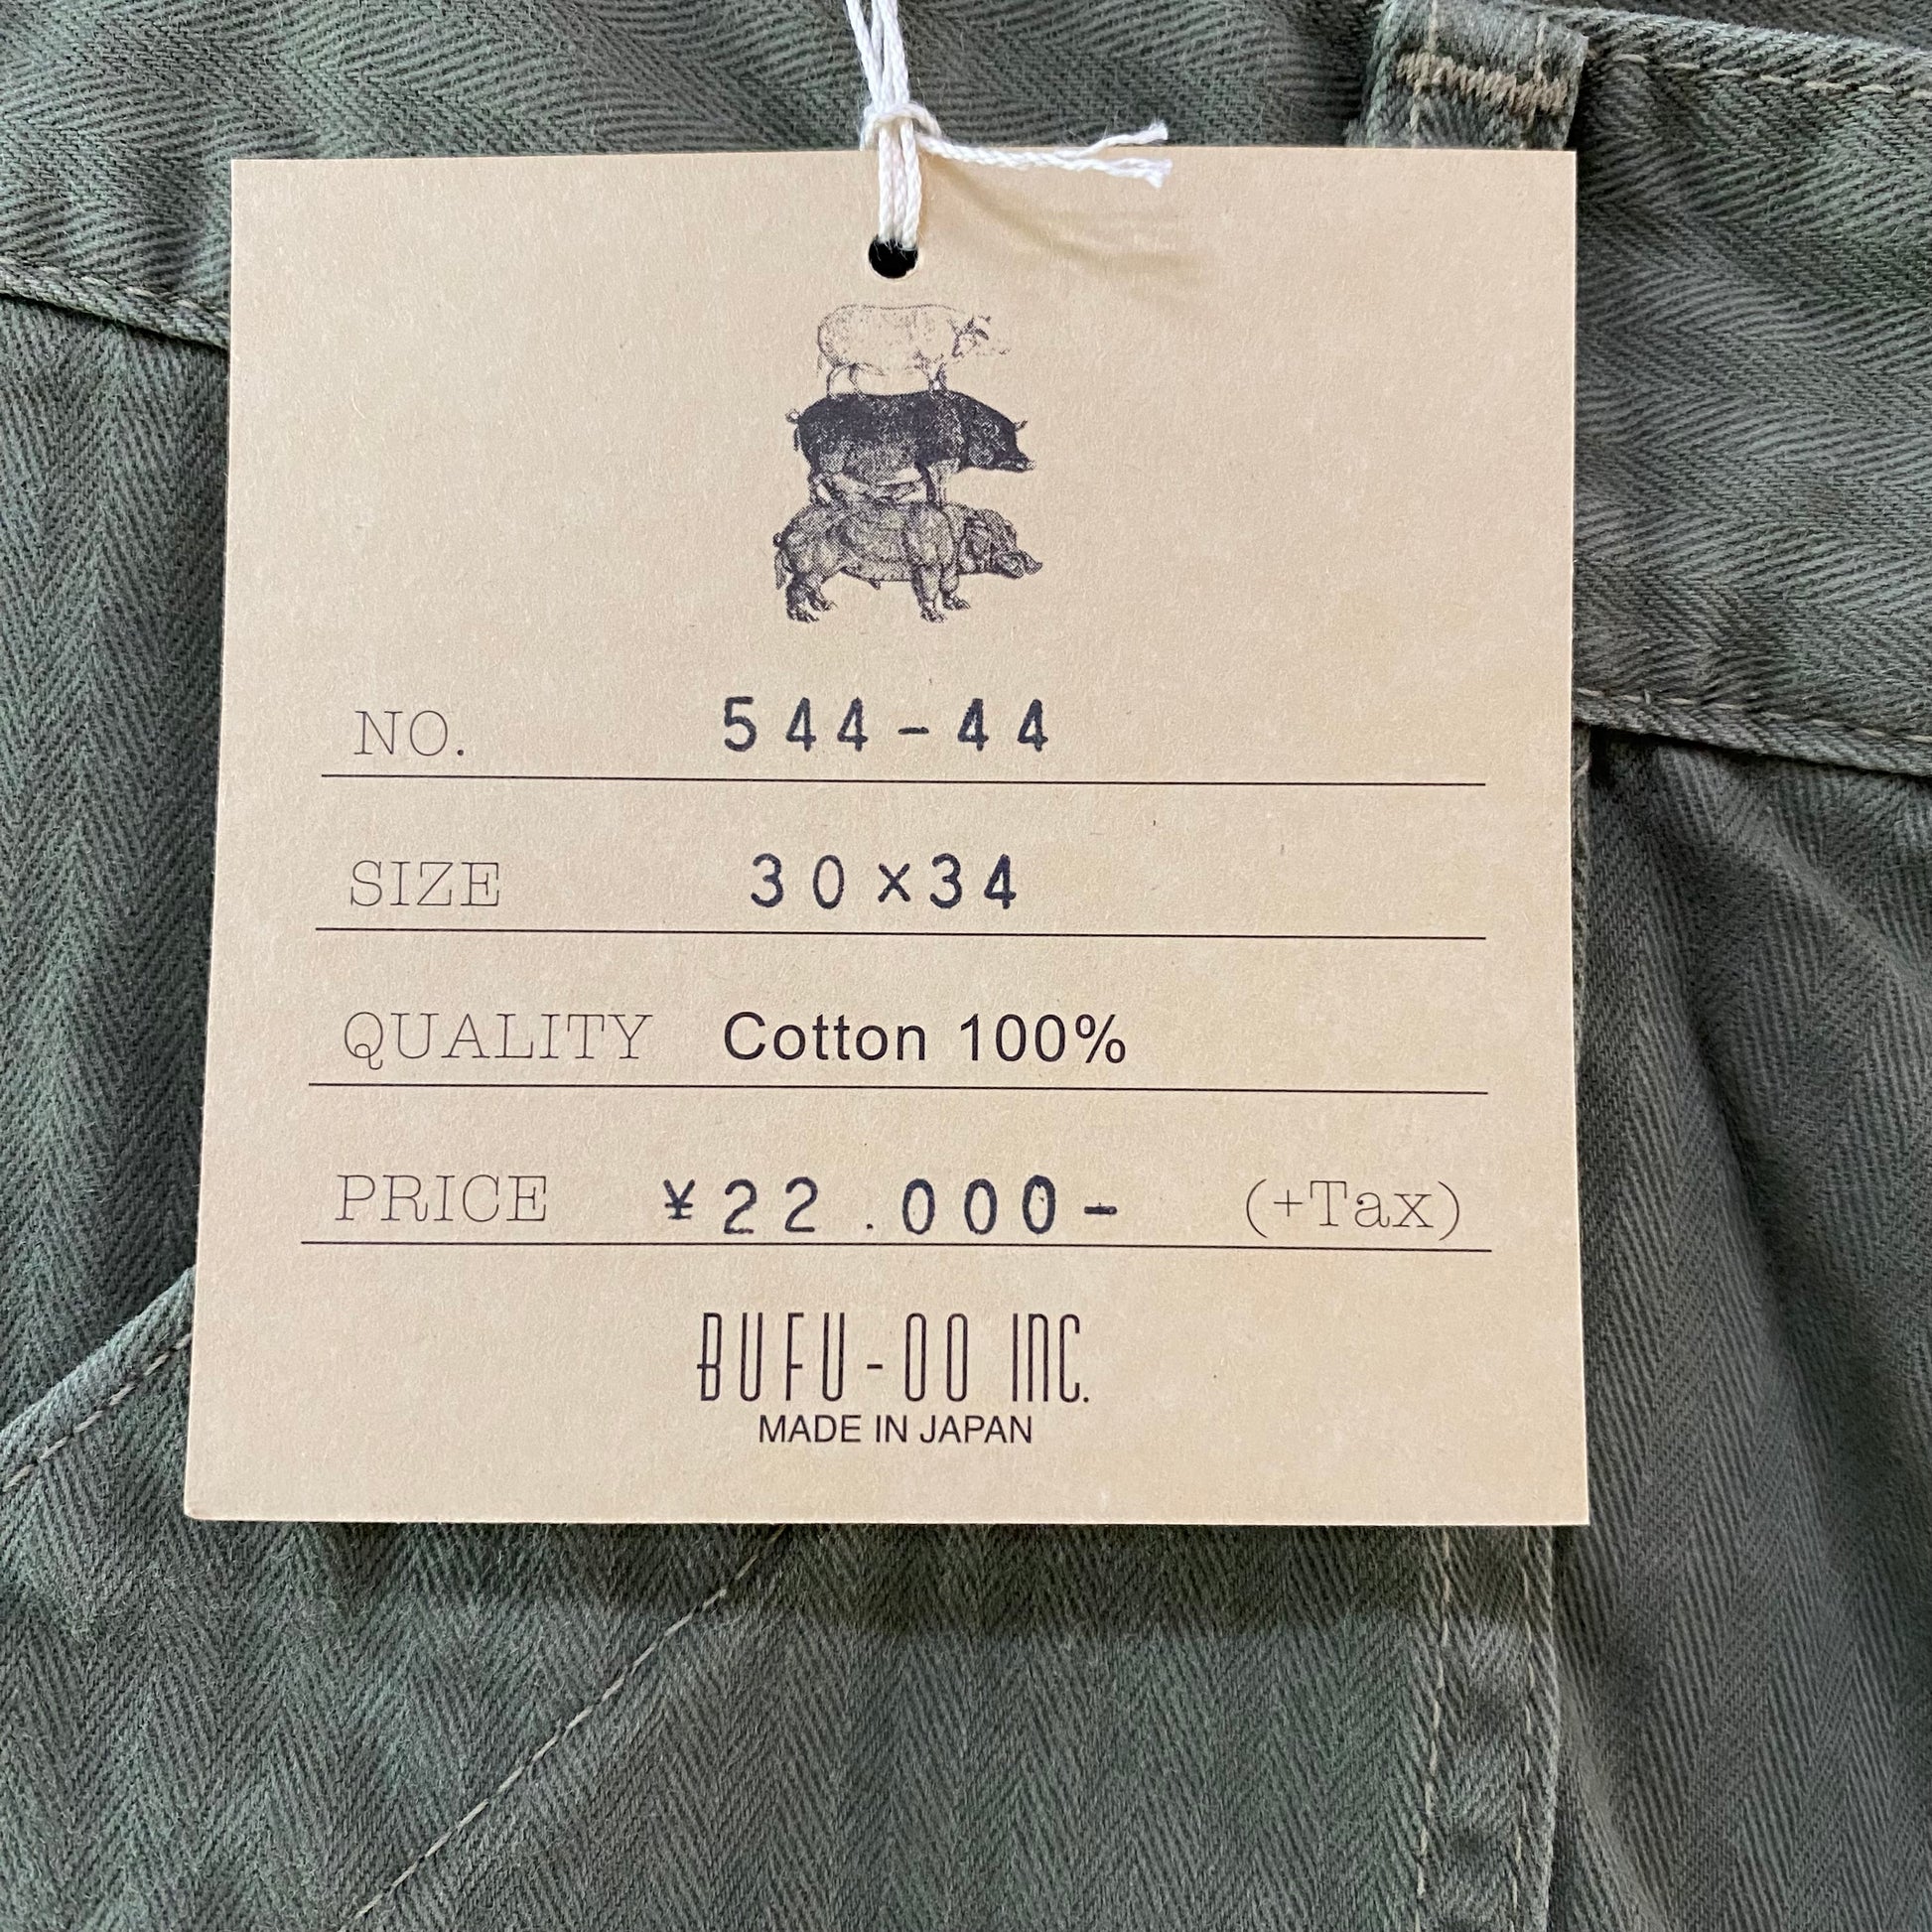 NO. 544-44
SIZE 30×34
QUALITY Cotton 100%
PRICE ¥22.000- (+Tax)
BUFU-OO INC.
MADE IN JAPAN